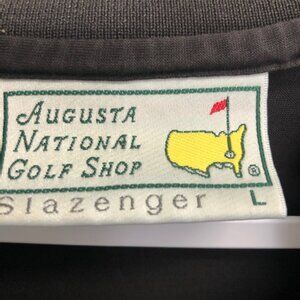 AUGUSTA
NATIONAL
GOLF SHOP
®
Slazenger L